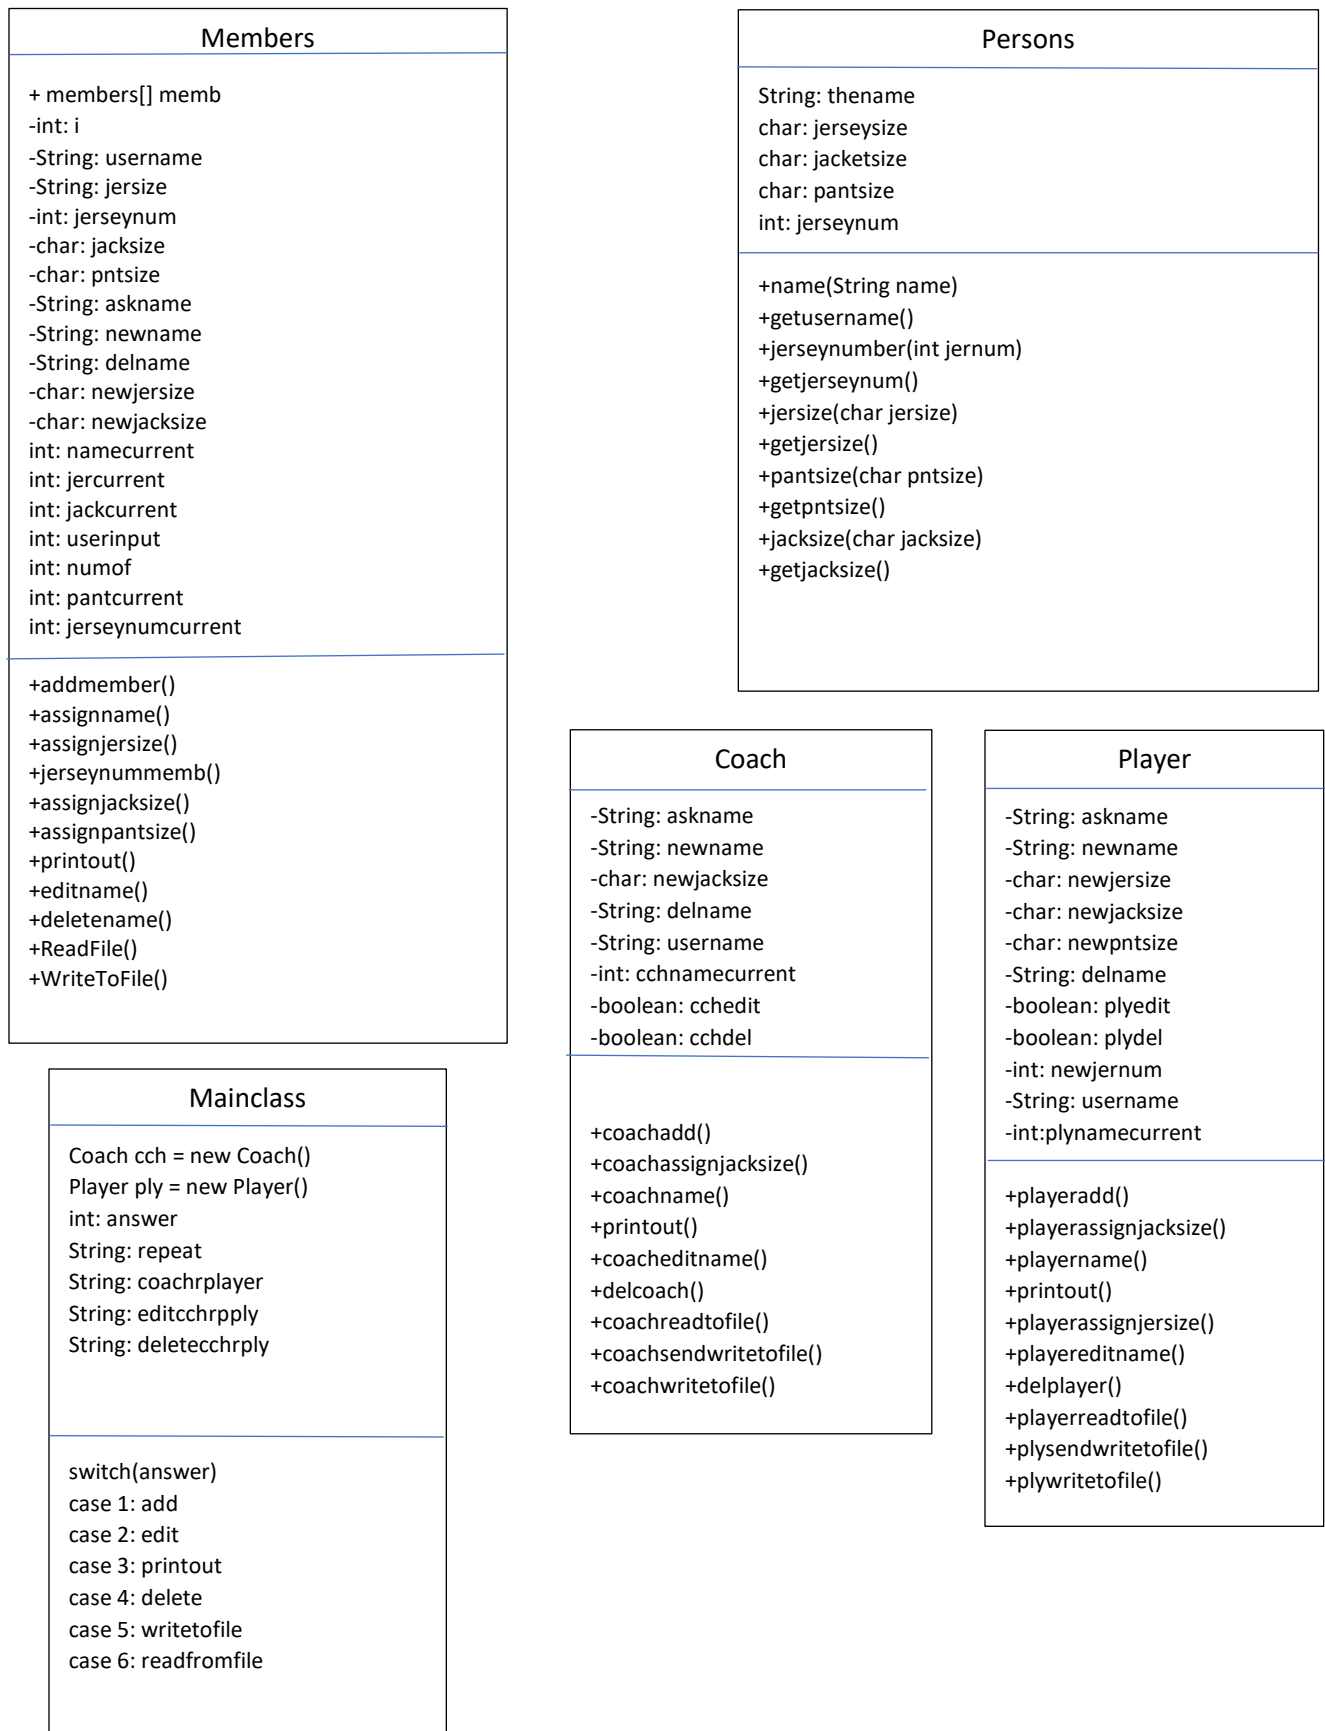 Members
+ members[] memb
-int: i
-String: username
-String: jersize
-int: jerseynum
-char: jacksize
-char: pntsize
-String: askname
-String: newname
-String: delname
-char: newjersize
-char: newjacksize
int: namecurrent
int: jercurrent
int: jackcurrent
int: userinput
int: numof
int: pantcurrent
int: jerseynumcurrent
+addmember()
+assignname()
+assignjersize()
+jerseynummemb()
+assignjacksize()
+assignpantsize()
+printout()
+editname()
+deletename()
+ReadFile()
+WriteToFile()
Persons
String: thename
char: jerseysize
char: jacketsize
char: pantsize
int: jerseynum
+name(String name)
+getusername()
+jerseynumber(int jernum)
+getjerseynum()
+jersize(char jersize)
+getjersize()
+pantsize(char pntsize)
+getpntsize()
+jacksize(char jacksize)
+getjacksize()
Coach
-String: askname
-String: newname
-char: newjacksize
-String: delname
-String: username
-int: cchnamecurrent
-boolean: cchedit
-boolean: cchdel
+coachadd()
+coachassignjacksize()
+coachname()
+printout()
+coacheditname()
+delcoach()
+coachreadtofile()
+coachsendwritetofile()
+coachwritetofile()
Player
-String: askname
-String: newname
-char: newjersize
-char: newjacksize
-char: newpntsize
-String: delname
-boolean: plyedit
-boolean: plydel
-int: newjernum
-String: username
-int:plynamecurrent
+playeradd()
+playerassignjacksize()
+playername()
+printout()
+playerassignjersize()
+playereditname()
+delplayer()
+playerreadtofile()
+plysendwritetofile()
+plywritetofile()
Mainclass
Coach cch = new Coach()
Player ply = new Player()
int: answer
String: repeat
String: coachrplayer
String: editcchrpply
String: deletecchrply
switch(answer)
case 1: add
case 2: edit
case 3: printout
case 4: delete
case 5: writetofile
case 6: readfromfile